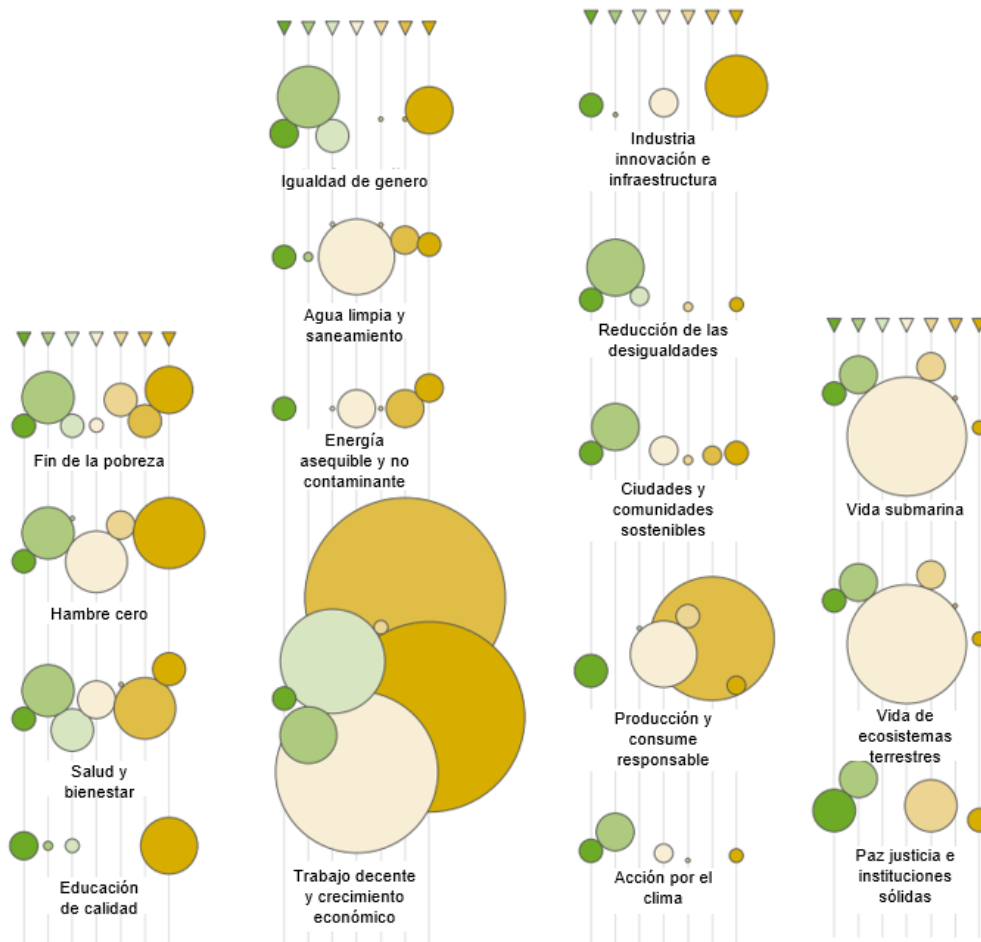 Fin de la pobreza
Hambre cero
Salud y
bienestar
Educación
de calidad
Igualdad de genero
Agua limpia y
saneamiento
Energía
asequible y no
contaminante
Trabajo decente
y crecimiento
económico
Industria
innovación e
infraestructura
Reducción de las
desigualdades
Ciudades y
comunidades
sostenibles
Producción y
consume
responsable
Acción por el
clima
Vida submarina
Vida de
ecosistemas
terrestres
Paz justicia e
instituciones
sólidas